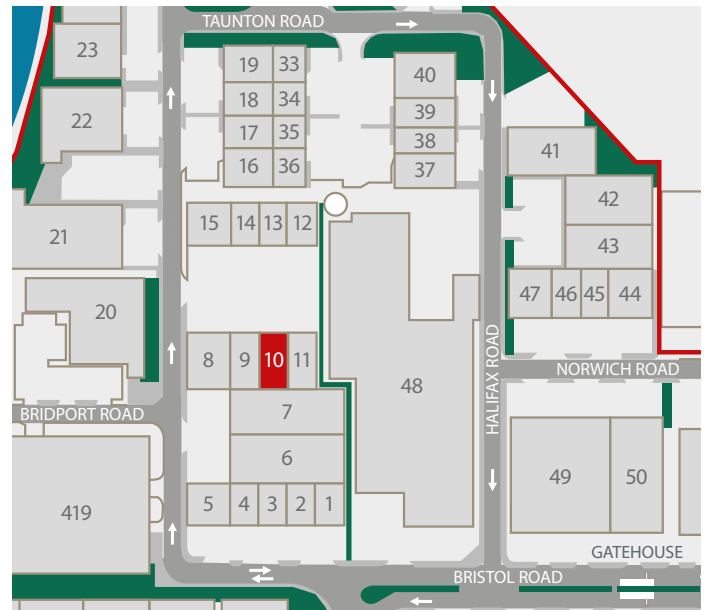 TAUNTON ROAD
23
19 33
40
18 34
22
39
17 35
38
41
16 36
37
42
15 14 13 12
21
43
47 46 45 44
20
8 9 10 11
48
HALIFAX ROAD
NORWICH ROAD
7
BRIDPORT ROAD
6
49 50
5 4 3 2 1
419
GATEHOUSE
BRISTOL ROAD